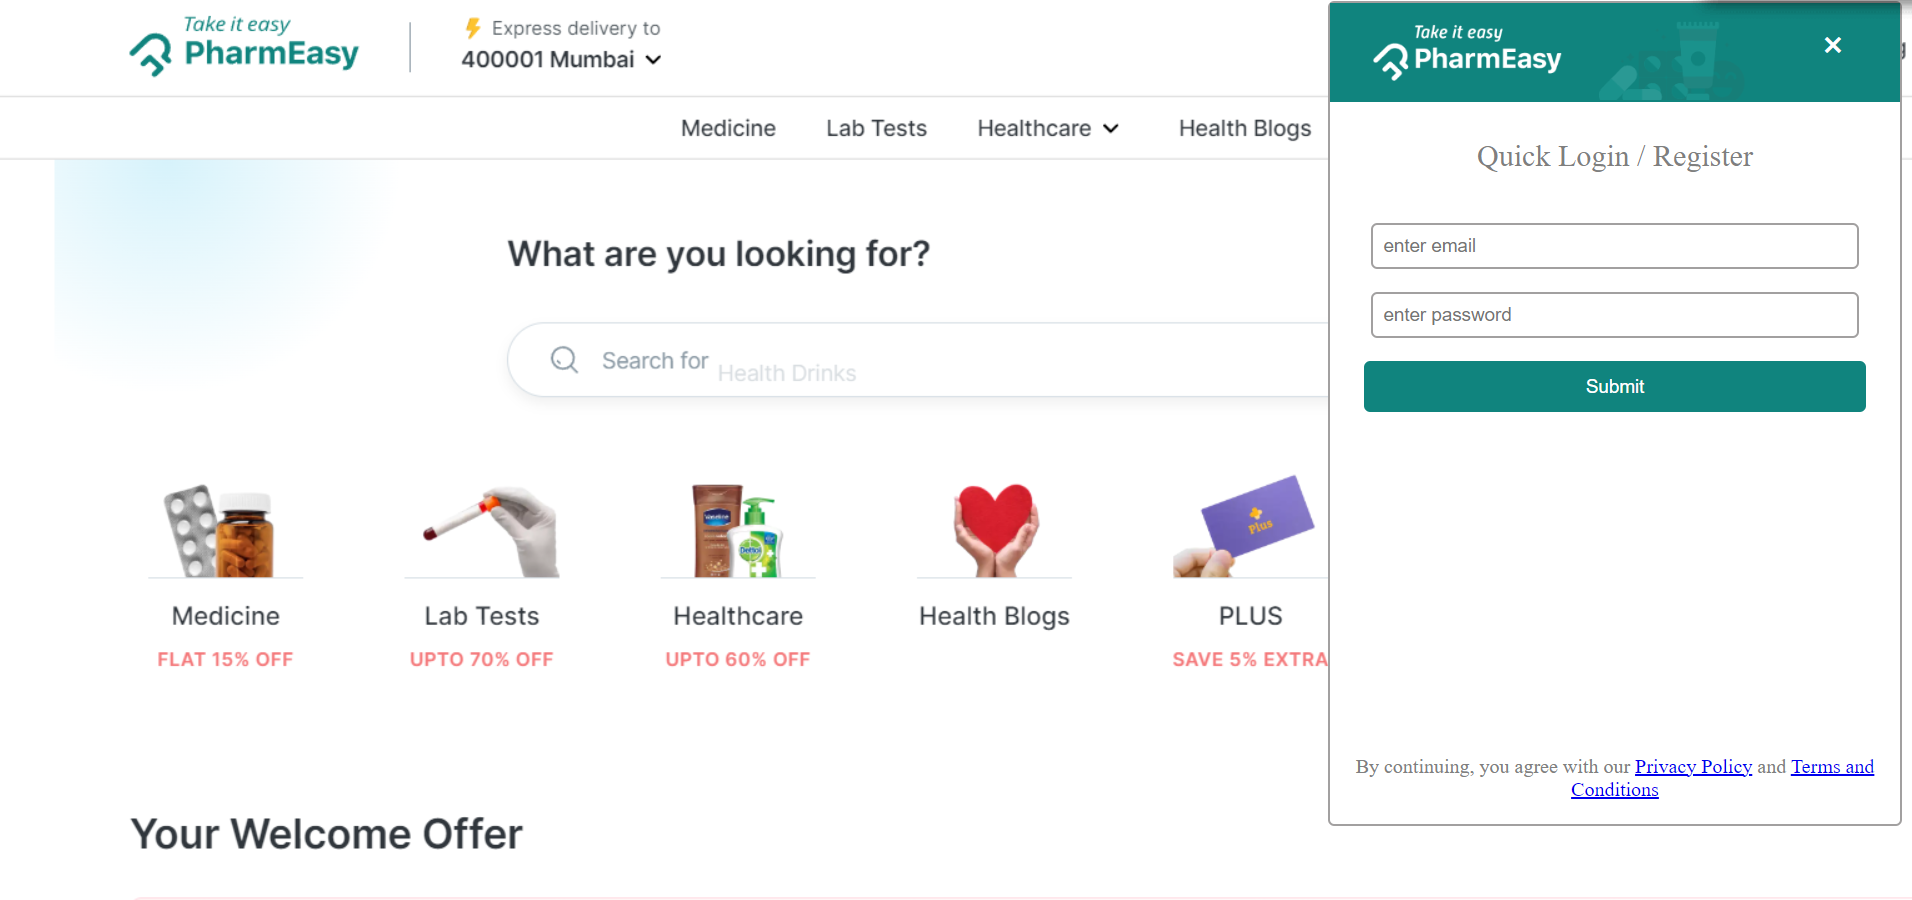 Take it easy
PharmEasy
Express delivery to
400001 Mumbai
Medicine
Lab Tests
Healthcare
Health Blogs
What are you looking for?
Search for
Health Drinks
Vaseline
Dettol
Plus
Medicine
FLAT 15% OFF
Lab Tests
UPTO 70% OFF
Healthcare
UPTO 60% OFF
Health Blogs
PLUS
SAVE 5% EXTRA
Your Welcome Offer
Take it easy
PharmEasy
×
Quick Login / Register
enter email
enter password
Submit
By continuing, you agree with our Privacy Policy and Terms and
Conditions